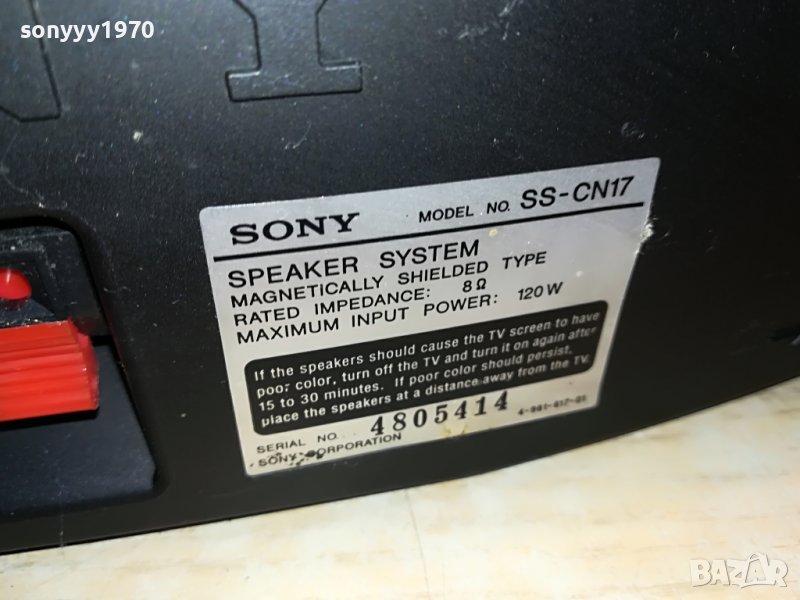 sonyyy1970
NY
SONY MODEL NO. SS-CN17
SPEAKER SYSTEM
MAGNETICALLY SHIELDED TYPE
RATED IMPEDANCE: 8Ω
MAXIMUM INPUT POWER: 120W
If the speakers should cause the TV screen to have
poor color, turn off the TV and turn it on again after
15 to 30 minutes. If poor color should persist,
place the speakers at a distance away from the TV.
SERIAL NO. 4805414
SONY CORPORATION
BAZAR